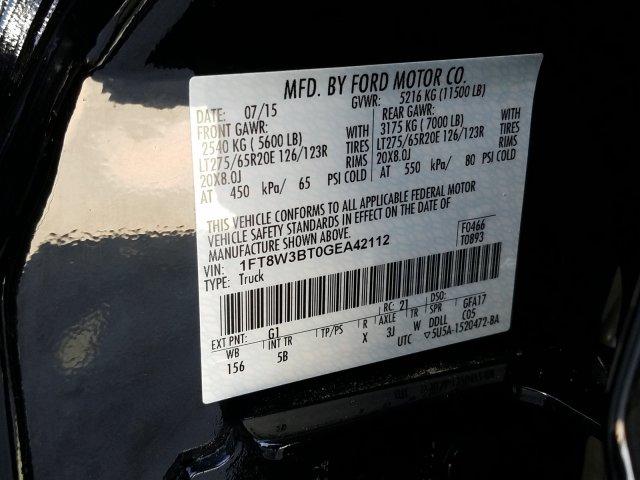 MFD. BY FORD MOTOR CO.
DATE: 07/15 GVWR: 5216 KG (11500 LB)
FRONT GAWR: REAR GAWR:
2540 KG ( 5600 LB) WITH 3175 KG ( 7000 LB) WITH
LT275/65R20E 126/123R TIRES LT275/65R20E 126/123R TIRES
20X8.0J RIMS 20X8.0J RIMS
AT 450 kPa/ 65 PSI COLD AT 550 kPa/ 80 PSI COLD
THIS VEHICLE CONFORMS TO ALL APPLICABLE FEDERAL MOTOR
VEHICLE SAFETY STANDARDS IN EFFECT ON THE DATE OF
MANUFACTURE SHOWN ABOVE.
VIN: 1FT8W3BT0GEA42112
TYPE: Truck
F0466
T0893
RC: 21 DSO:
EXT PNT: G1
WB INT TR TP/PS R AXLE TR SPR GFA17
156 5B X 3J W DDLL C05
UTC ▽5U5A-1520472-BA